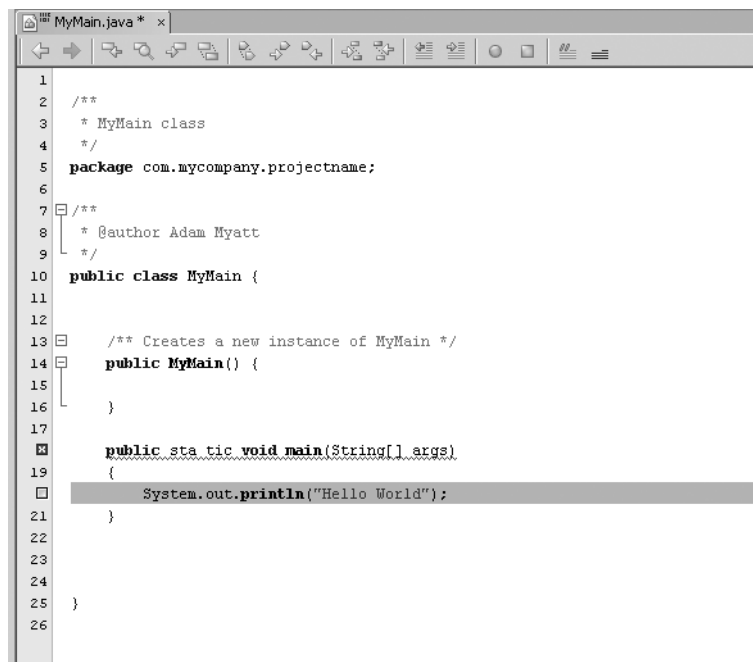 MyMain.java * x
1
2 /**
3 * MyMain class
4 */
5 package com.mycompany.projectname;
6
7 /**
8 * @author Adam Myatt
9 */
10 public class MyMain {
11
12
13 /** Creates a new instance of MyMain */
14 public MyMain() {
15
16 }
17
public sta tic void main(String[] args)
19 {
System.out.println("Hello World");
21 }
22
23
24
25 }
26